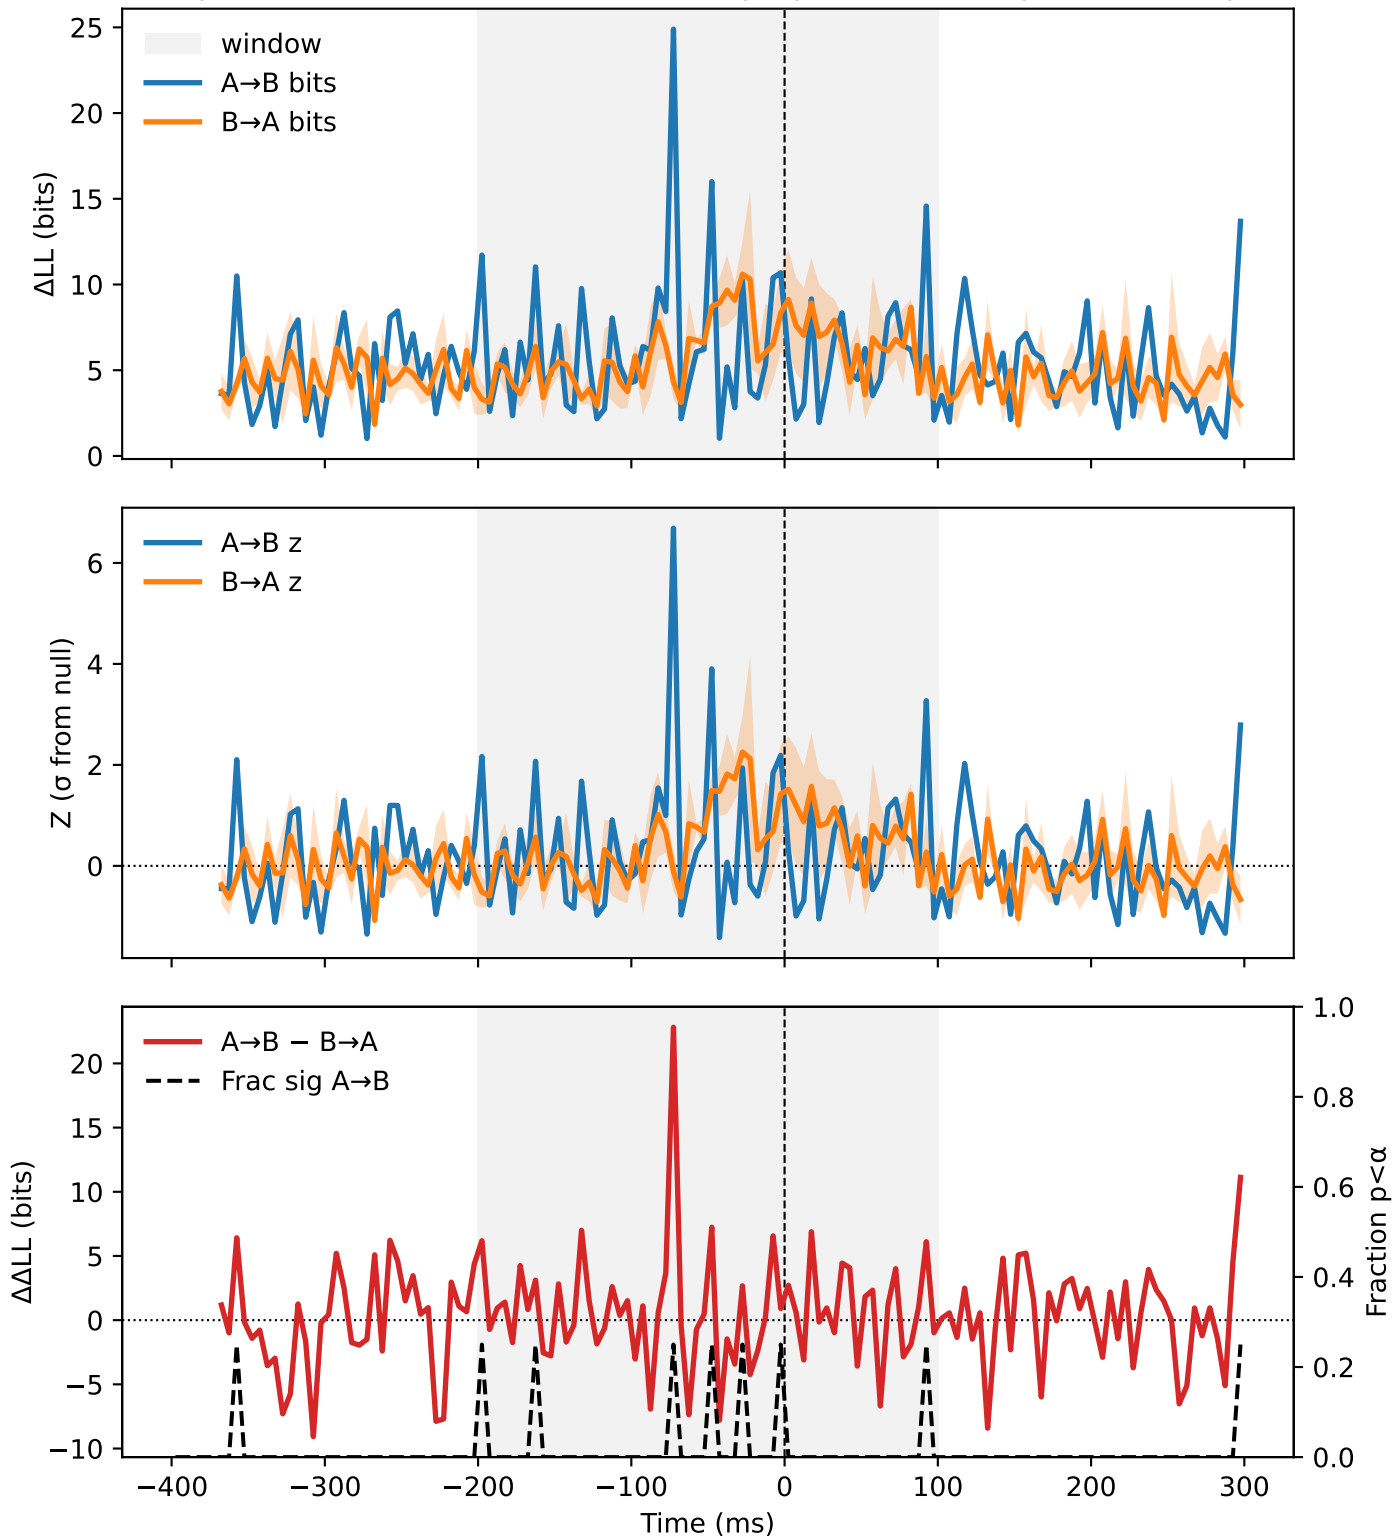 25
20
15
10
5
0
ΔLL (bits)
window
A→B bits
B→A bits
6
4
2
0
Z (σ from null)
A→B z
B→A z
20
15
10
5
0
−5
−10
ΔΔLL (bits)
A→B − B→A
Frac sig A→B
1.0
0.8
0.6
0.4
0.2
0.0
Fraction p<α
−400 −300 −200 −100 0 100 200 300
Time (ms)